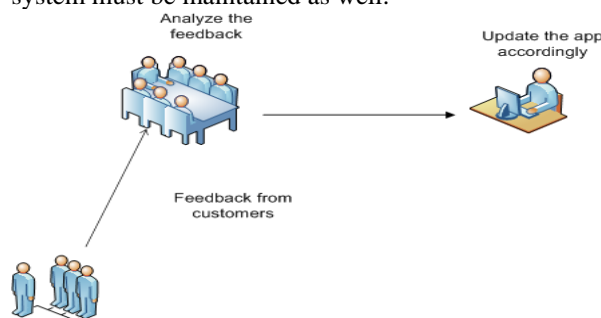 system must be maintained as well.
Analyze the
feedback
Update the app
accordingly
Feedback from
customers